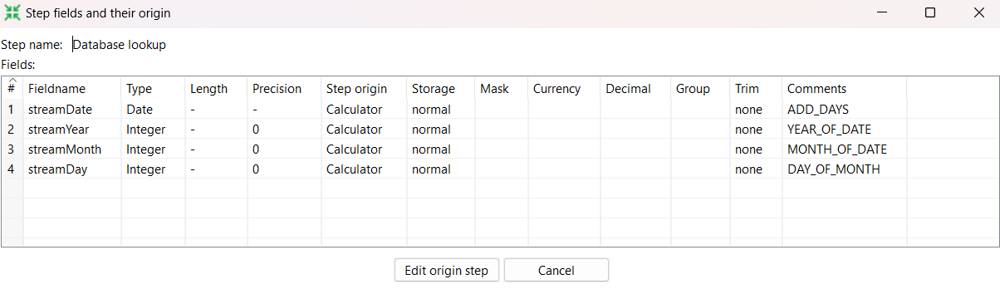 Step fields and their origin
Step name: Database lookup
Fields:
# Fieldname Type Length Precision Step origin Storage Mask Currency Decimal Group Trim Comments
1 streamDate Date - - Calculator normal none ADD_DAYS
2 streamYear Integer - 0 Calculator normal none YEAR_OF_DATE
3 streamMonth Integer - 0 Calculator normal none MONTH_OF_DATE
4 streamDay Integer - 0 Calculator normal none DAY_OF_MONTH
Edit origin step Cancel